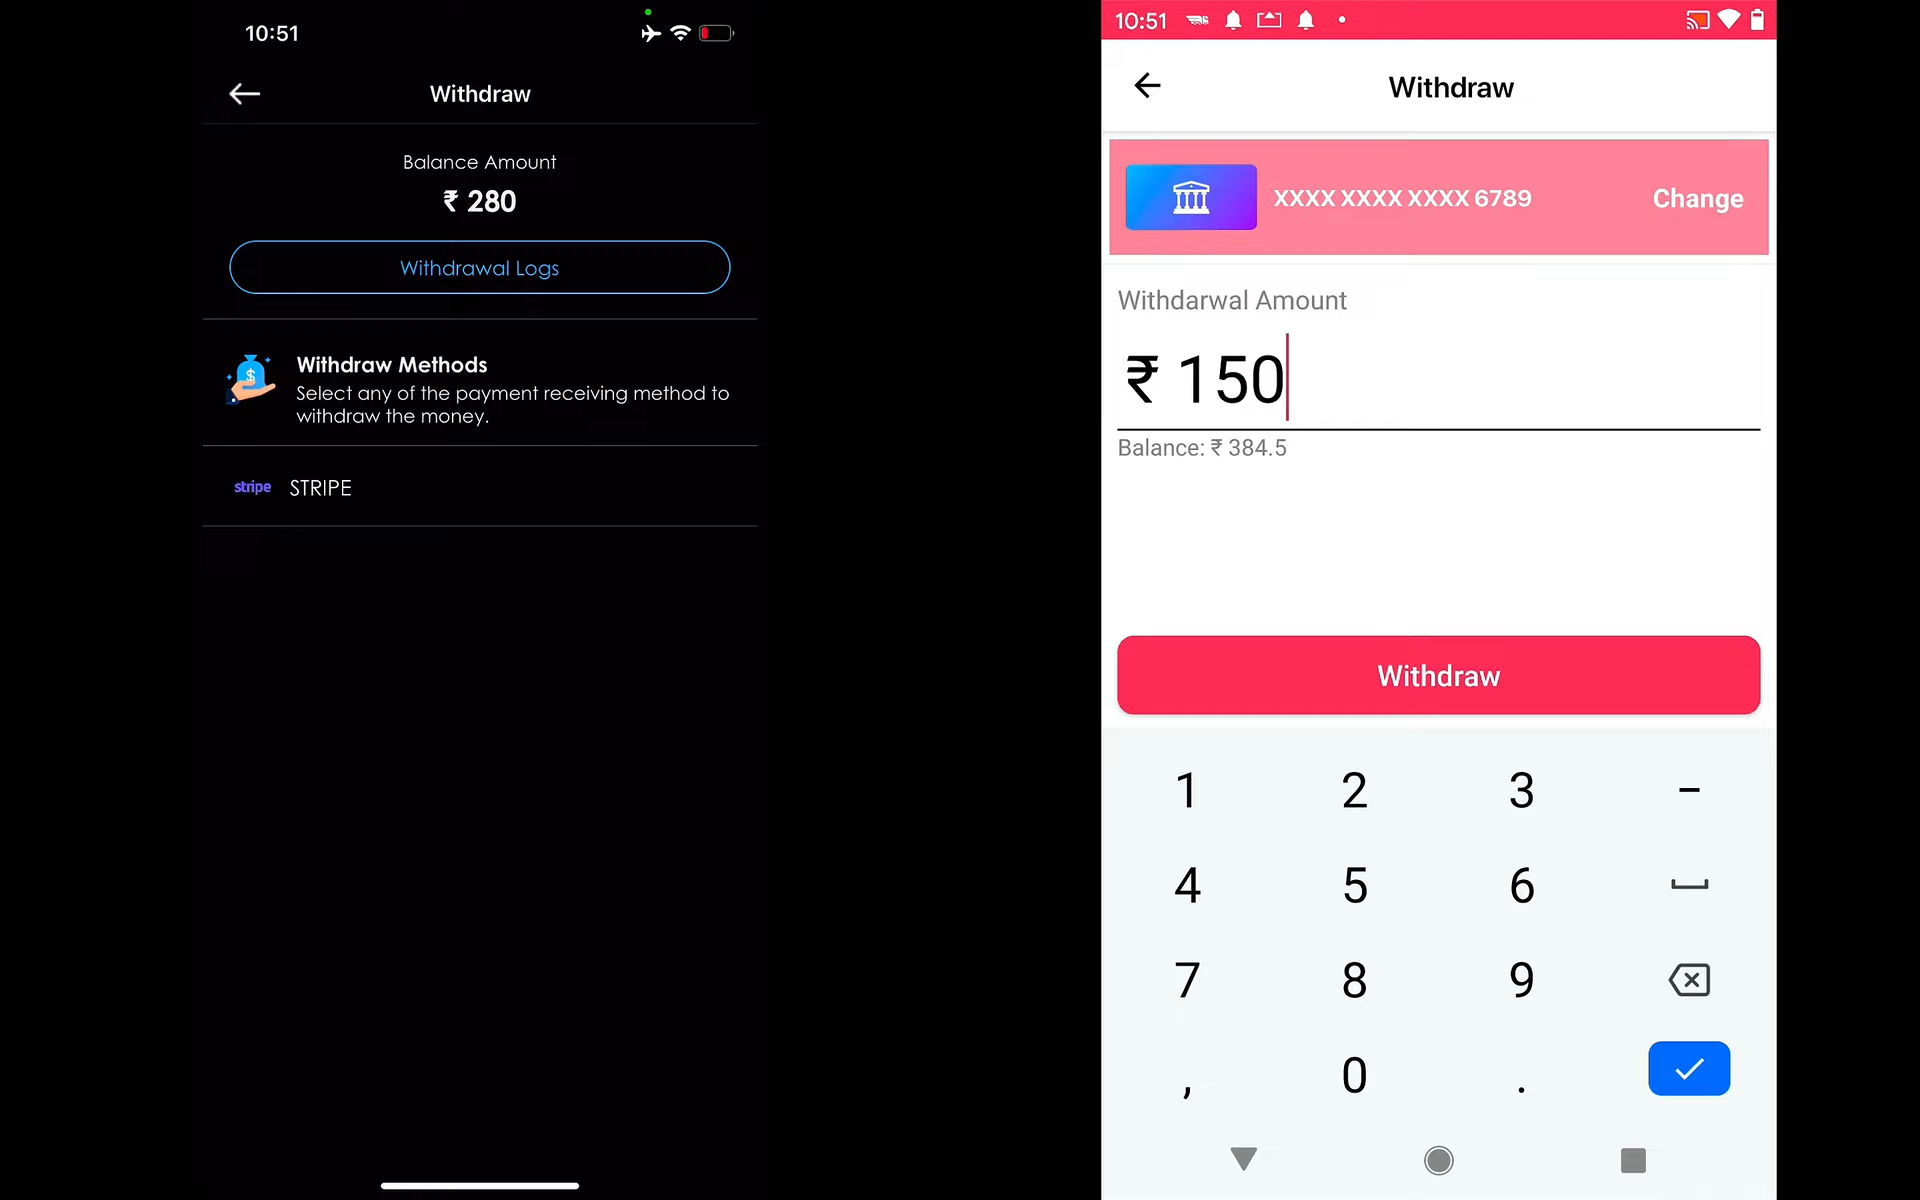 10:51
Withdraw
Balance Amount
₹ 280
Withdrawal Logs
Withdraw Methods
Select any of the payment receiving method to
withdraw the money.
stripe STRIPE
10:51
Withdraw
XXXX XXXX XXXX 6789 Change
Withdarwal Amount
₹ 150
Balance: ₹ 384.5
Withdraw
1 2 3 -
4 5 6
7 8 9
, 0 .